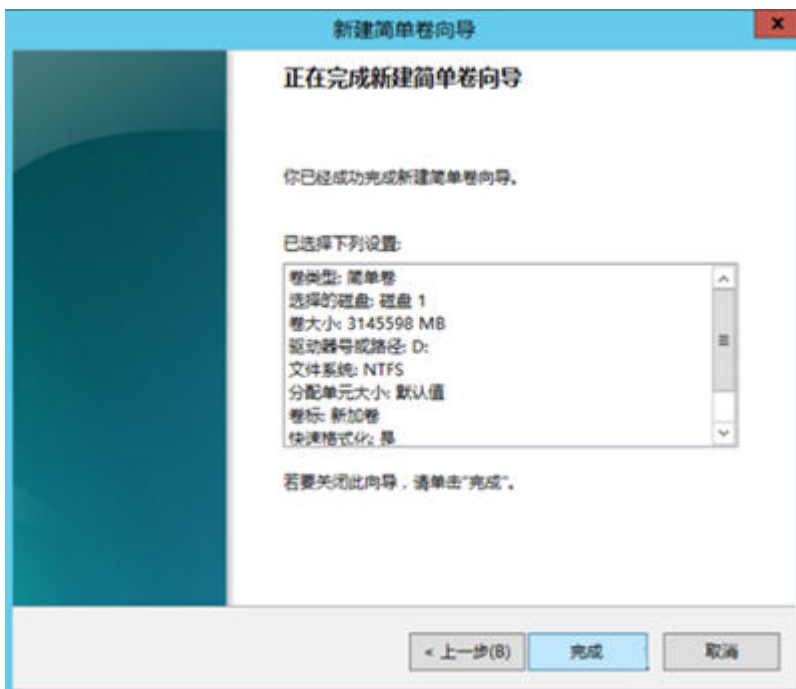 新建简单卷向导
x
正在完成新建简单卷向导
你已经成功完成新建简单卷向导。
已选择下列设置:
卷类型: 简单卷
选择的磁盘: 磁盘 1
卷大小: 3145598 MB
驱动器号或路径: D:
文件系统: NTFS
分配单元大小: 默认值
卷标: 新加卷
快速格式化: 是
若要关闭此向导，请单击"完成"。
< 上一步(B)
完成
取消